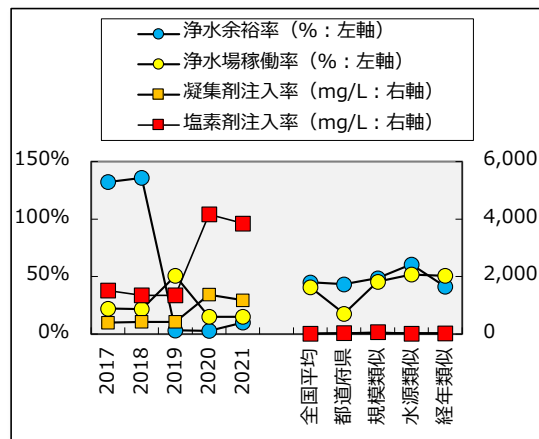 浄水余裕率（%：左軸）
浄水場稼働率（%：左軸）
凝集剤注入率（mg/L：右軸）
塩素剤注入率（mg/L：右軸）
150%
100%
50%
0%
6,000
4,000
2,000
0
2017
2018
2019
2020
2021
全国平均
都道府県
規模類似
水源類似
経年類似